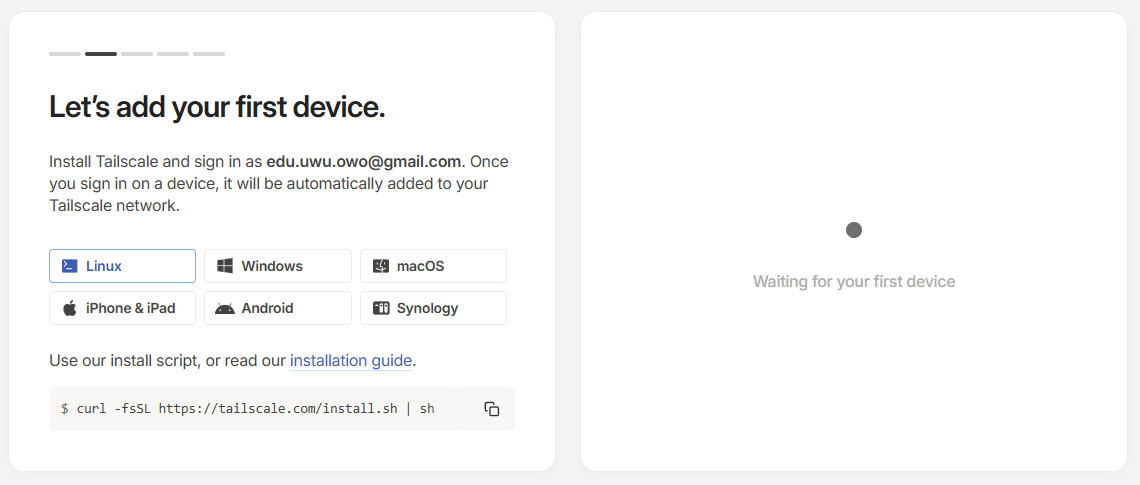 Let's add your first device.
Install Tailscale and sign in as edu.uwu.owo@gmail.com. Once
you sign in on a device, it will be automatically added to your
Tailscale network.
Linux
Windows
macOS
iPhone & iPad
Android
Synology
Use our install script, or read our installation guide.
$ curl -fsSL https://tailscale.com/install.sh | sh
Waiting for your first device